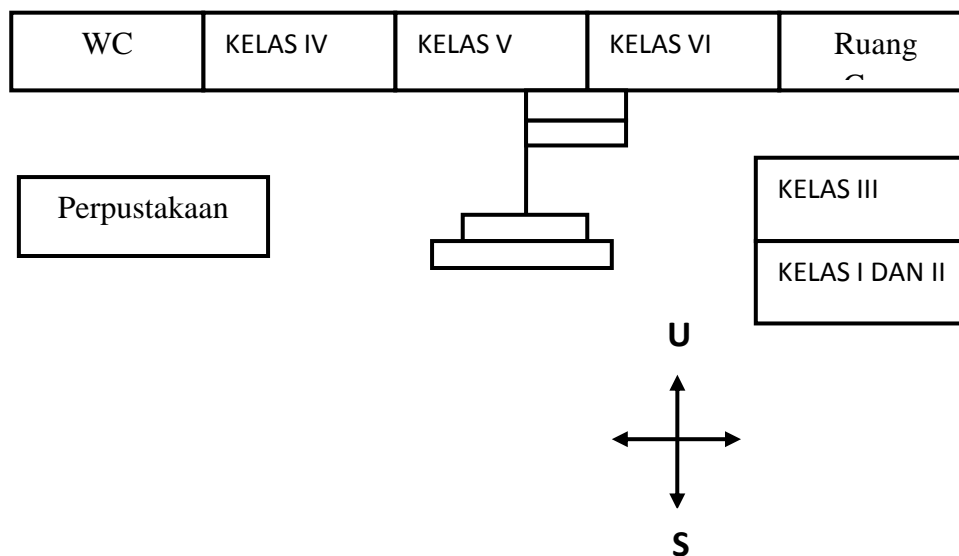 WC
KELAS IV
KELAS V
KELAS VI
Ruang
Perpustakaan
KELAS III
KELAS I DAN II
U
S